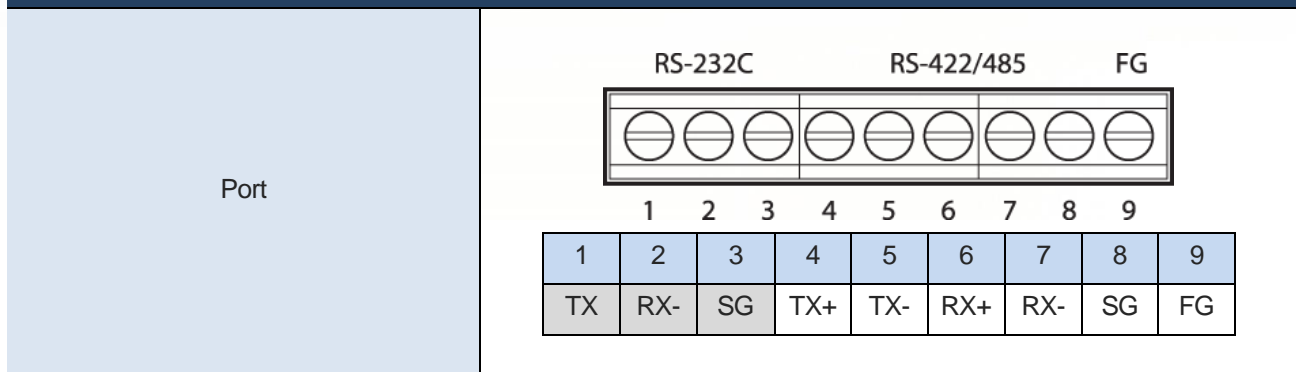 RS-232C RS-422/485 FG
Port
1 2 3 4 5 6 7 8 9
1 2 3 4 5 6 7 8 9
TX RX- SG TX+ TX- RX+ RX- SG FG